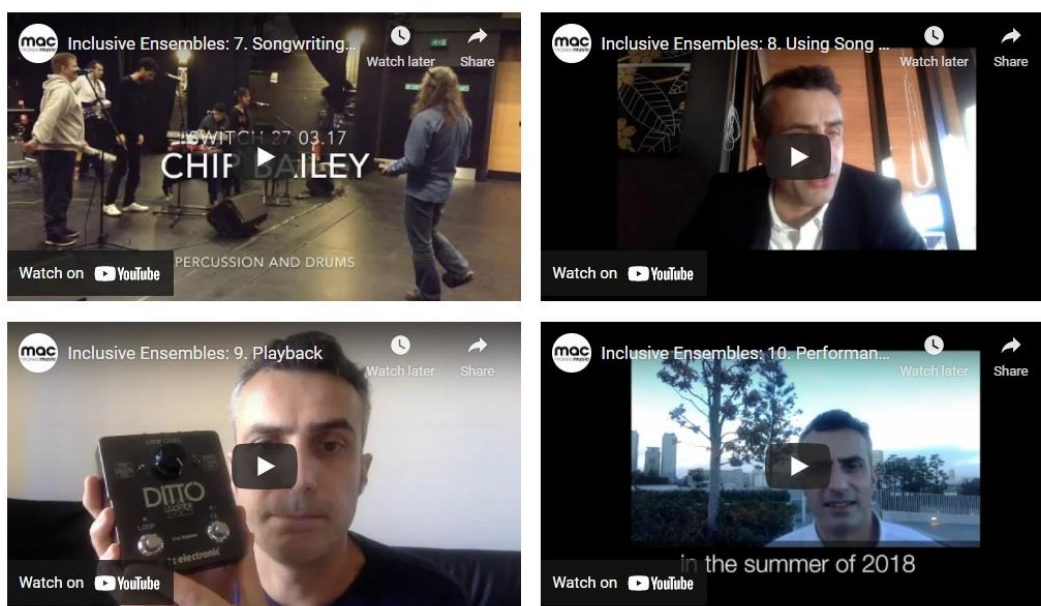 mac
Inclusive Ensembles: 7. Songwriting...
Watch later
Share
SWITCH 27.03.17
CHIP BAILEY
PERCUSSION AND DRUMS
Watch on YouTube
mac
Inclusive Ensembles: 8. Using Song ...
Watch later
Share
Watch on YouTube
mac
Inclusive Ensembles: 9. Playback
Watch later
Share
LOOP LEVEL
DITTO
LOOPER
LOOP
tc electronic
Watch on YouTube
mac
Inclusive Ensembles: 10. Performan...
Watch later
Share
in the summer of 2018
Watch on YouTube